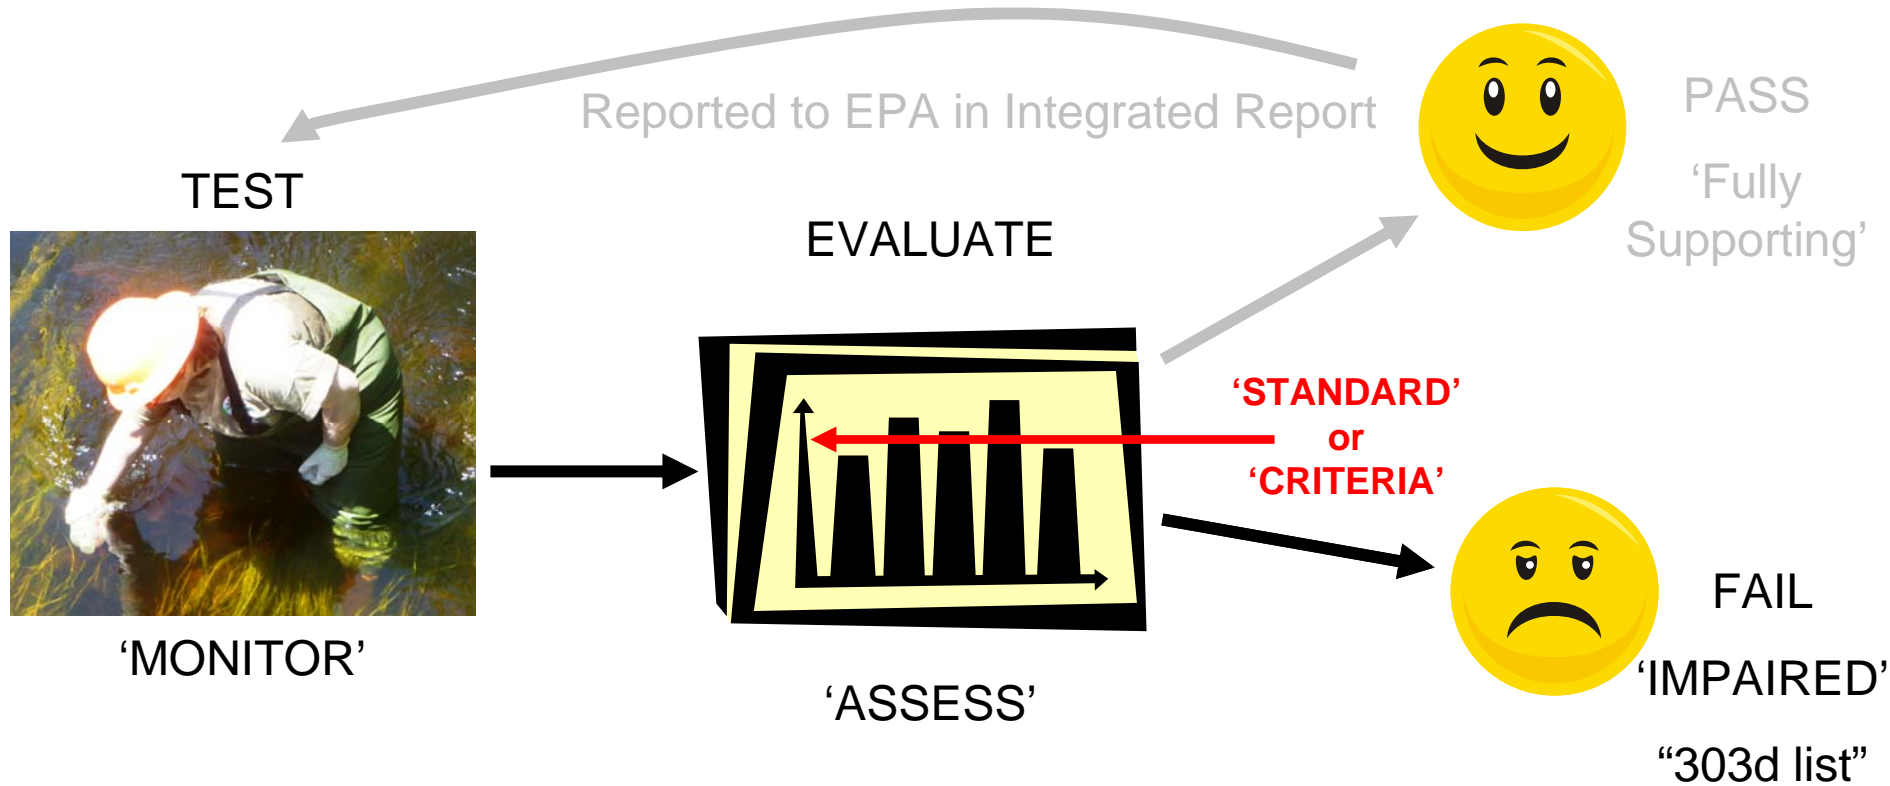 Reported to EPA in Integrated Report
PASS
‘Fully
Supporting’
TEST
‘MONITOR’
EVALUATE
‘ASSESS’
‘STANDARD’
or
‘CRITERIA’
FAIL
‘IMPAIRED’
“303d list”